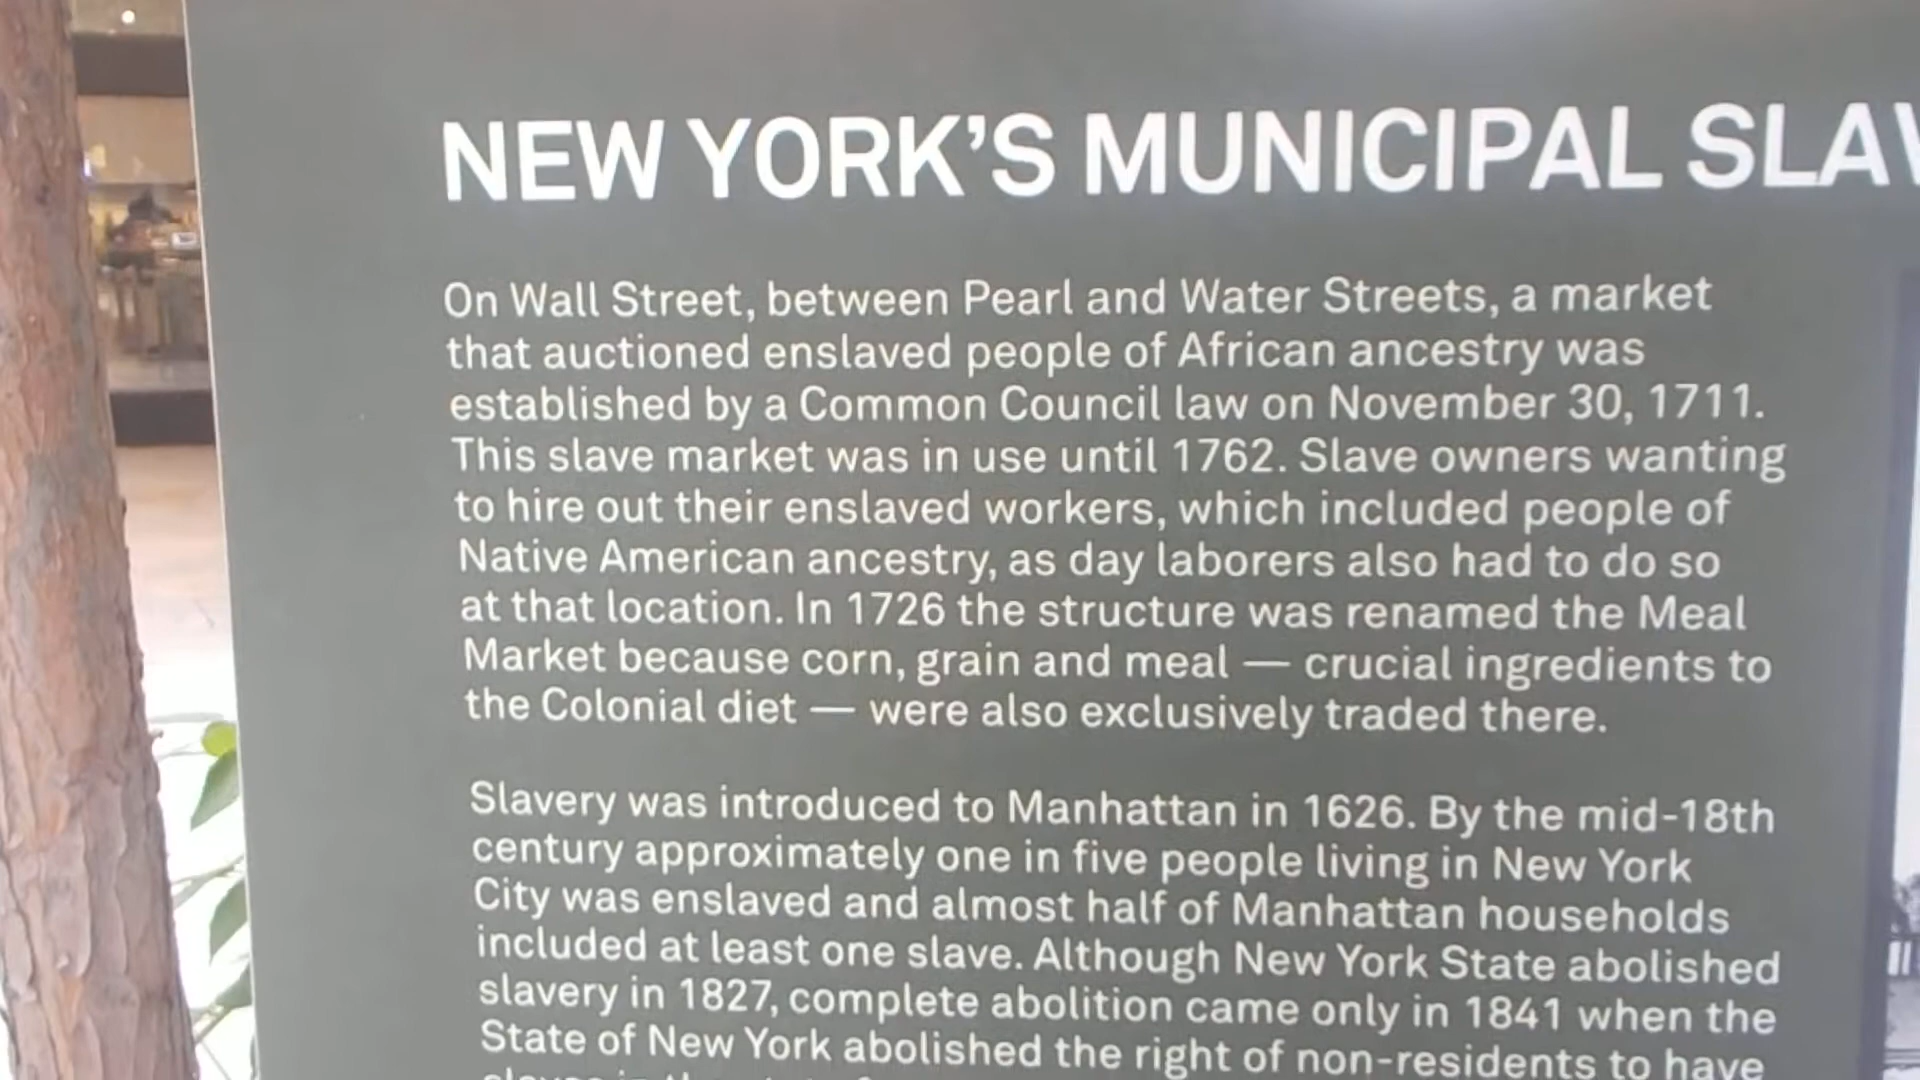 NEW YORK'S MUNICIPAL SLAV
On Wall Street, between Pearl and Water Streets, a market
that auctioned enslaved people of African ancestry was
established by a Common Council law on November 30, 1711.
This slave market was in use until 1762. Slave owners wanting
to hire out their enslaved workers, which included people of
Native American ancestry, as day laborers also had to do so
at that location. In 1726 the structure was renamed the Meal
Market because corn, grain and meal — crucial ingredients to
the Colonial diet — were also exclusively traded there.
Slavery was introduced to Manhattan in 1626. By the mid-18th
century approximately one in five people living in New York
City was enslaved and almost half of Manhattan households
included at least one slave. Although New York State abolished
slavery in 1827, complete abolition came only in 1841 when the
State of New York abolished the right of non-residents to have